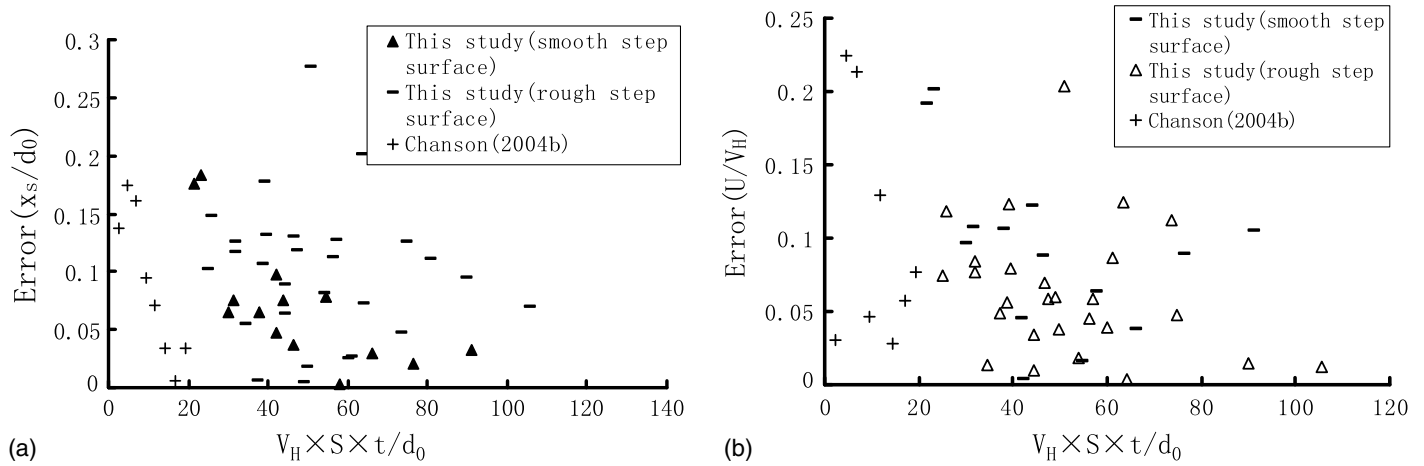 0.3
0.25
0.2
0.15
0.1
0.05
0
Error(xs/d0)
This study(smooth step
surface)
This study(rough step
surface)
Chanson(2004b)
0 20 40 60 80 100 120 140
VH×S×t/d0
(a)
0.25
0.2
0.15
0.1
0.05
0
Error(U/VH)
This study(smooth step
surface)
This study(rough step
surface)
Chanson(2004b)
0 20 40 60 80 100 120
VH×S×t/d0
(b)